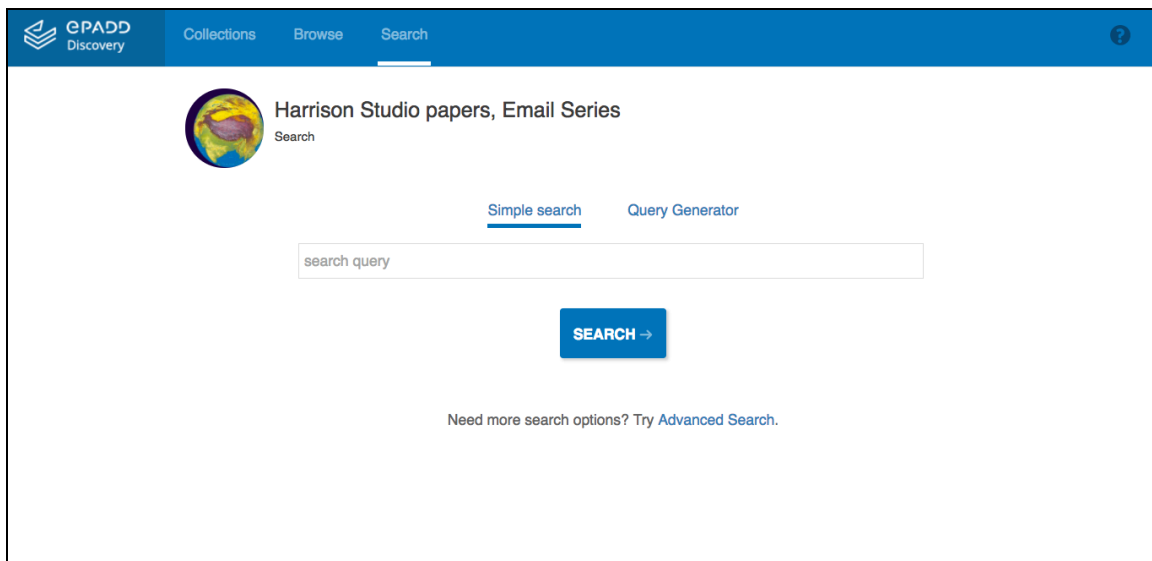 ePADD
Discovery
Collections Browse Search
?
Harrison Studio papers, Email Series
Search
Simple search Query Generator
search query
SEARCH →
Need more search options? Try Advanced Search.